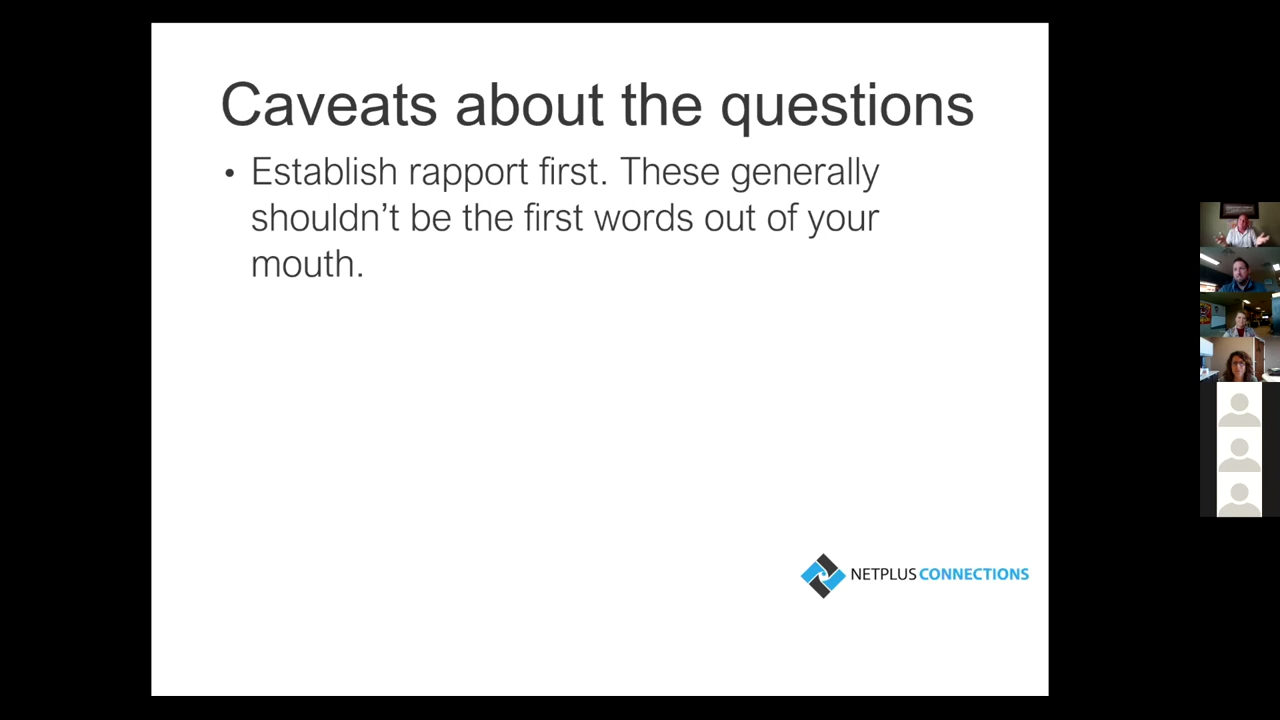 Caveats about the questions
• Establish rapport first. These generally
shouldn’t be the first words out of your
mouth.
NETPLUS CONNECTIONS